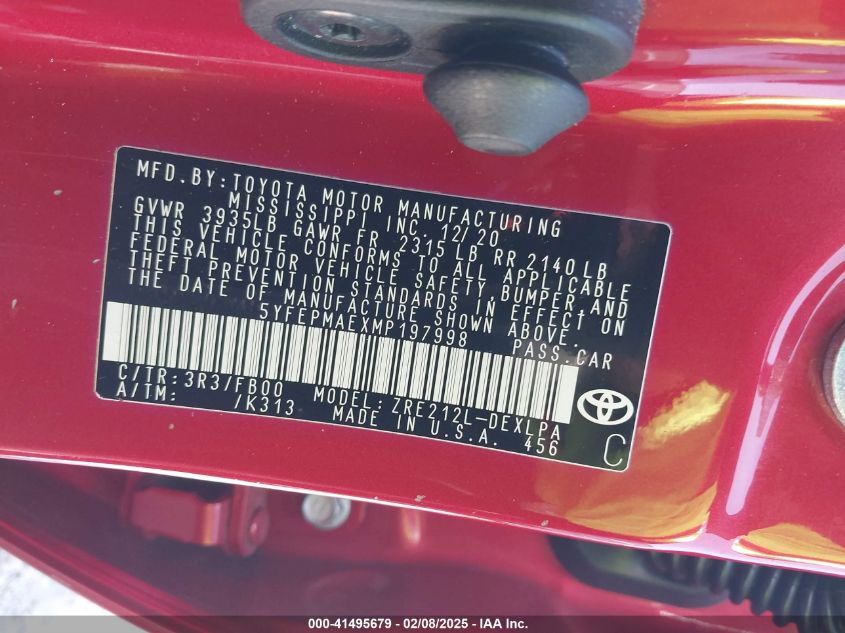 MFD.BY:TOYOTA MOTOR MANUFACTURING
MISSISSIPPI, INC. 12/20
GVWR 3935LB GAWR FR 2315 LB RR 2140LB
THIS VEHICLE CONFORMS TO ALL APPLICABLE
FEDERAL MOTOR VEHICLE SAFETY,BUMPER,AND
THEFT PREVENTION STANDARDS IN EFFECT ON
THE DATE OF MANUFACTURE SHOWN ABOVE.
5YFEPMAEXMP197998 PASS.CAR
C/TR:3R3/FB00 MODEL:ZRE212L-DEXLPA
A/TM: /K313 MADE IN U.S.A. 456
C
000-41495679 - 02/08/2025 - IAA Inc.